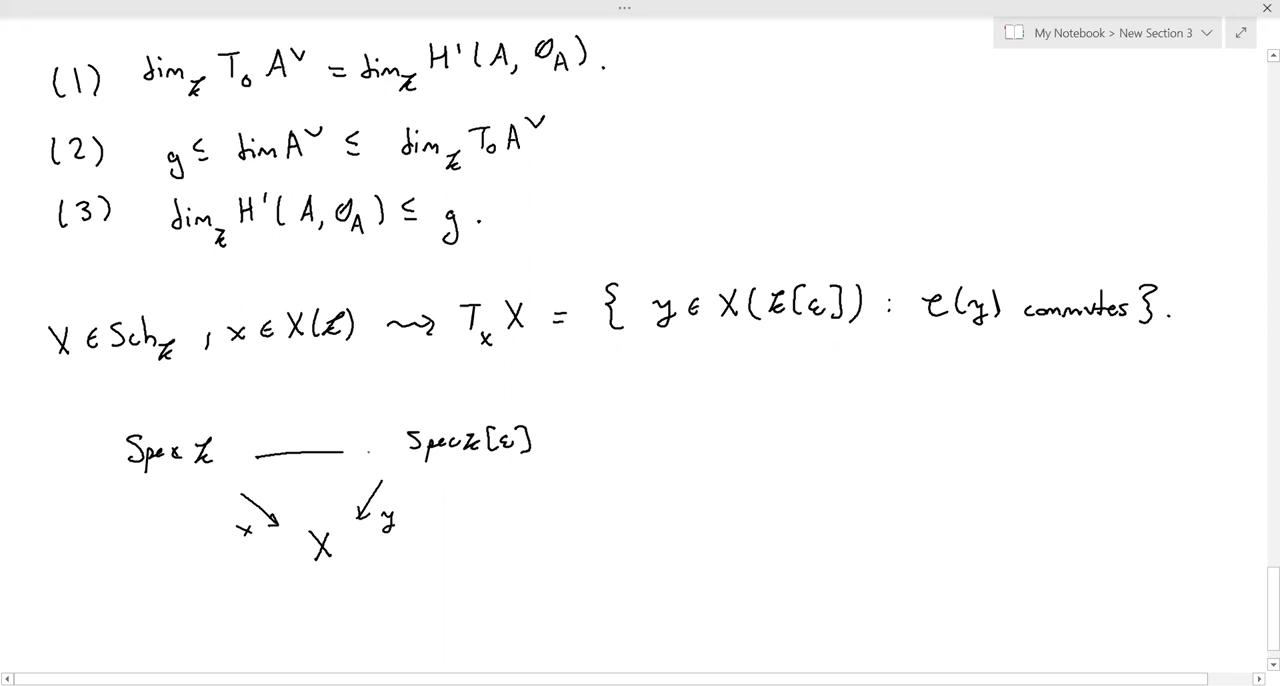 My Notebook > New Section 3
(1) dim_k T_0 A^∨ = dim_k H^1(A, O_A).
(2) g ≤ dim A^∨ ≤ dim_k T_0 A^∨
(3) dim_k H^1(A, O_A) ≤ g.
X ∈ Sch_k, x ∈ X(k) ⇝ T_x X = { y ∈ X(k[ε]) : τ(y) commutes }.
Spec k —— Spec k[ε]
x ↘ ↙ y
X